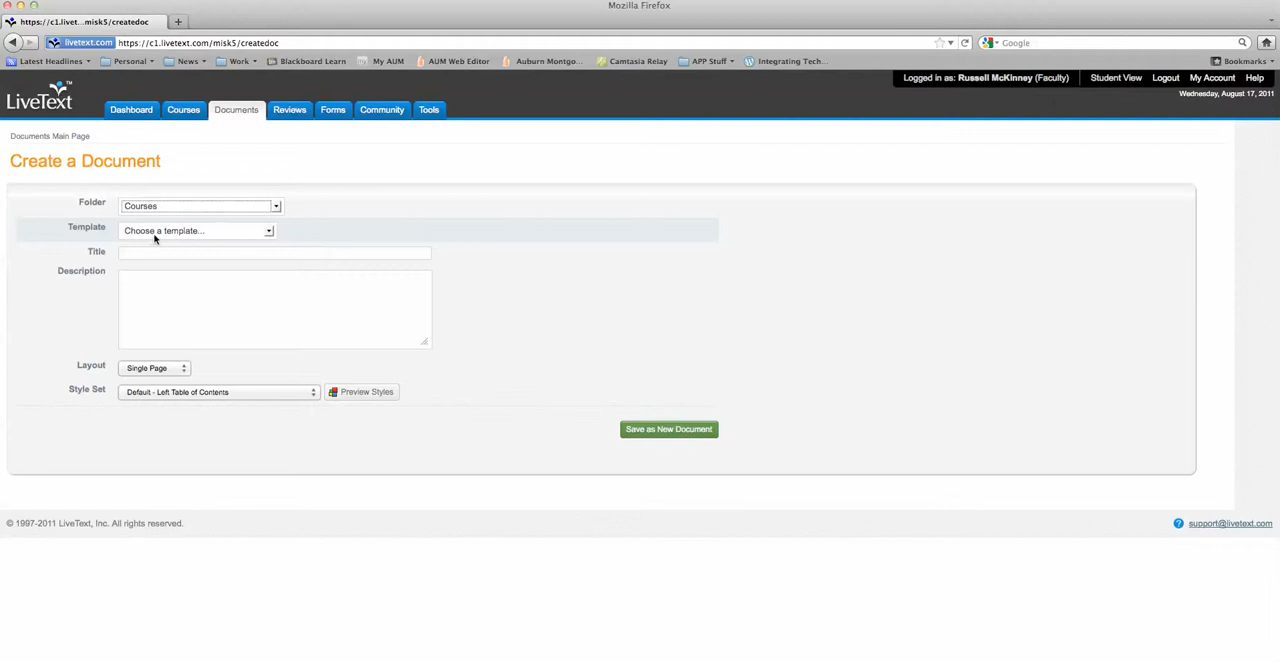 Mozilla Firefox
https://c1.livet...misk5/createdoc
livetext.com https://c1.livetext.com/misk5/createdoc
Google
Latest Headlines Personal News Work Blackboard Learn My AUM AUM Web Editor Auburn Montgo... Camtasia Relay APP Stuff Integrating Tech... Bookmarks
LiveText™
Logged in as: Russell McKinney (Faculty) Student View Logout My Account Help
Wednesday, August 17, 2011
Dashboard Courses Documents Reviews Forms Community Tools
Documents Main Page
Create a Document
Folder Courses
Template Choose a template...
Title
Description
Layout Single Page
Style Set Default - Left Table of Contents Preview Styles
Save as New Document
© 1997-2011 LiveText, Inc. All rights reserved.
? support@livetext.com